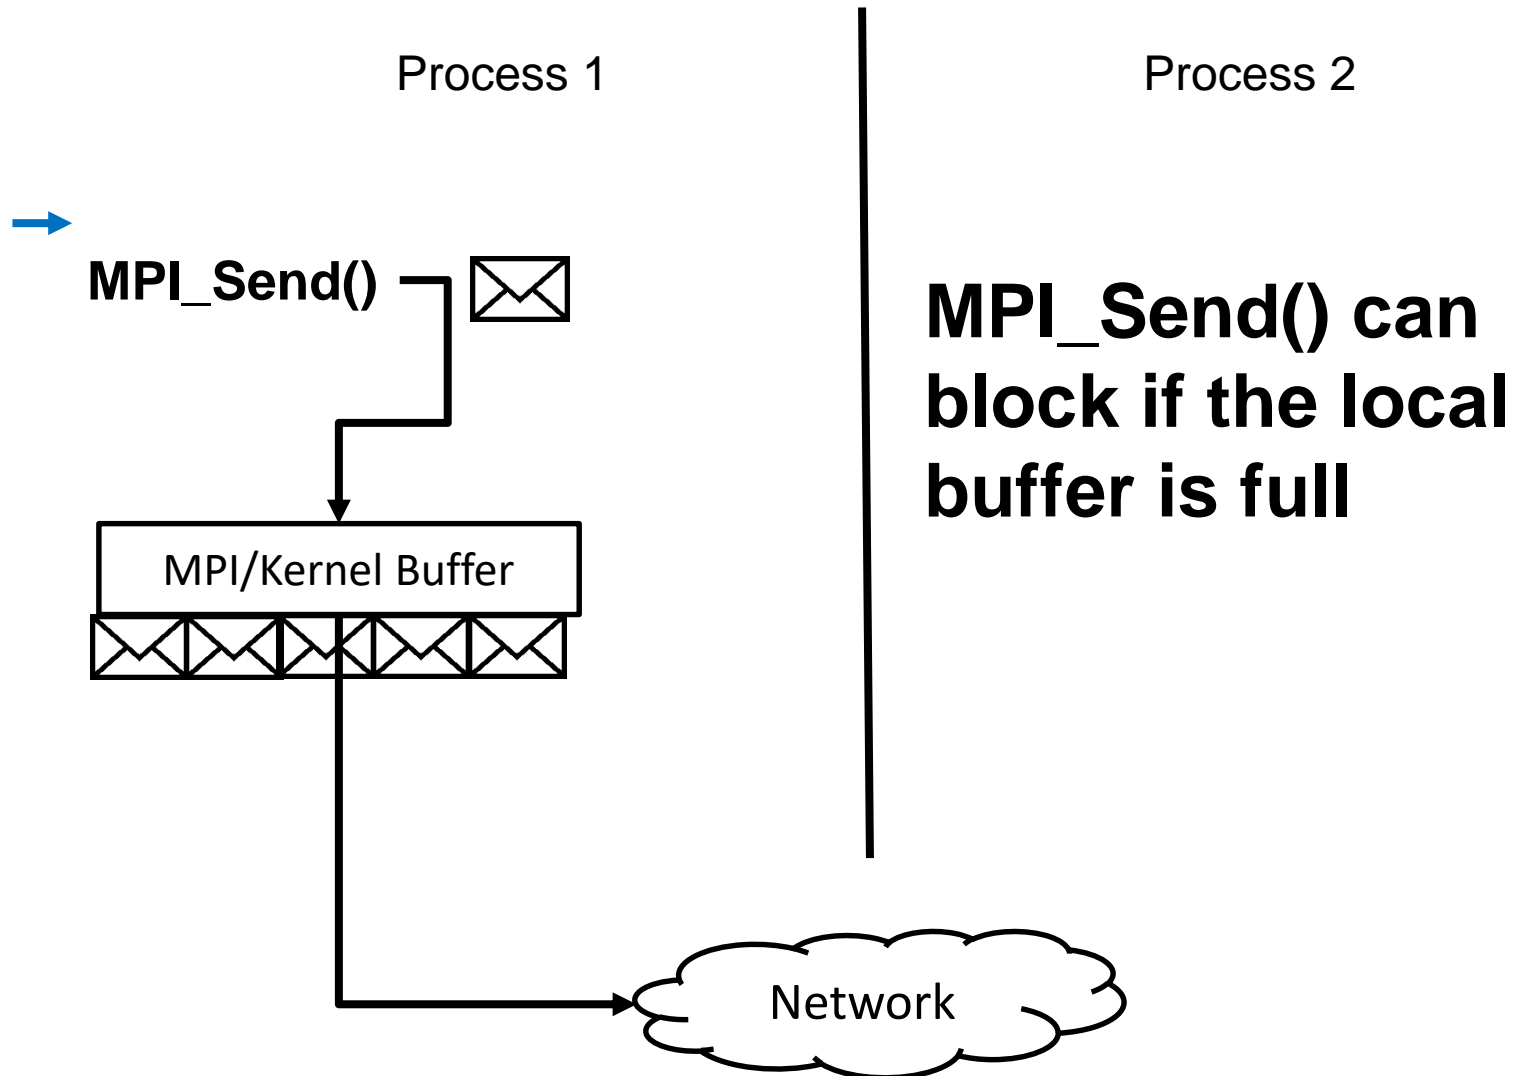 Process 1
Process 2
MPI_Send()
MPI_Send() can
block if the local
buffer is full
MPI/Kernel Buffer
Network